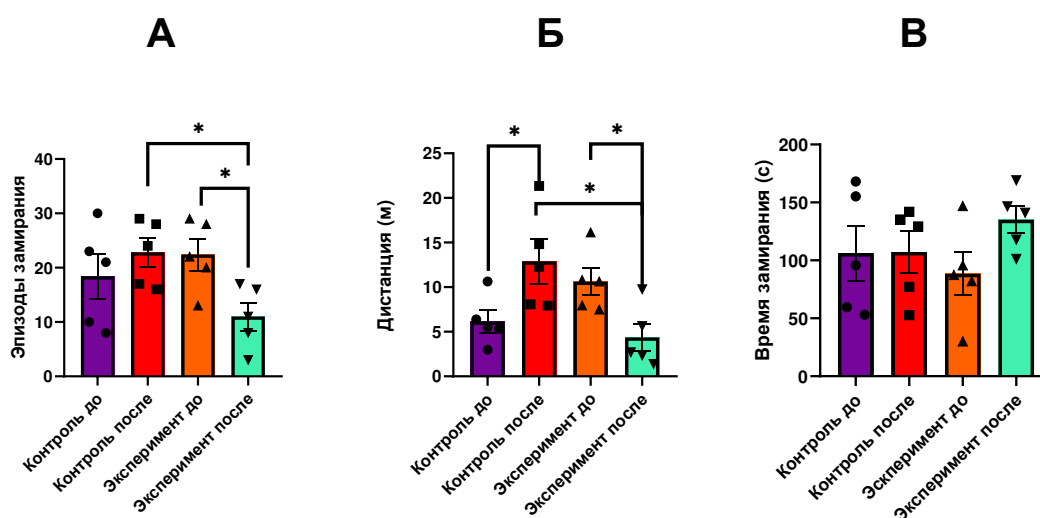 А
Б
В
*
*
40
30
20
10
0
Эпизоды замирания
Контроль до
Контроль после
Эксперимент до
Эксперимент после
*
*
*
25
20
15
10
5
0
Дистанция (м)
Контроль до
Контроль после
Эксперимент до
Эксперимент после
200
150
100
50
0
Время замирания (с)
Контроль до
Контроль после
Эскперимент до
Эксперимент после